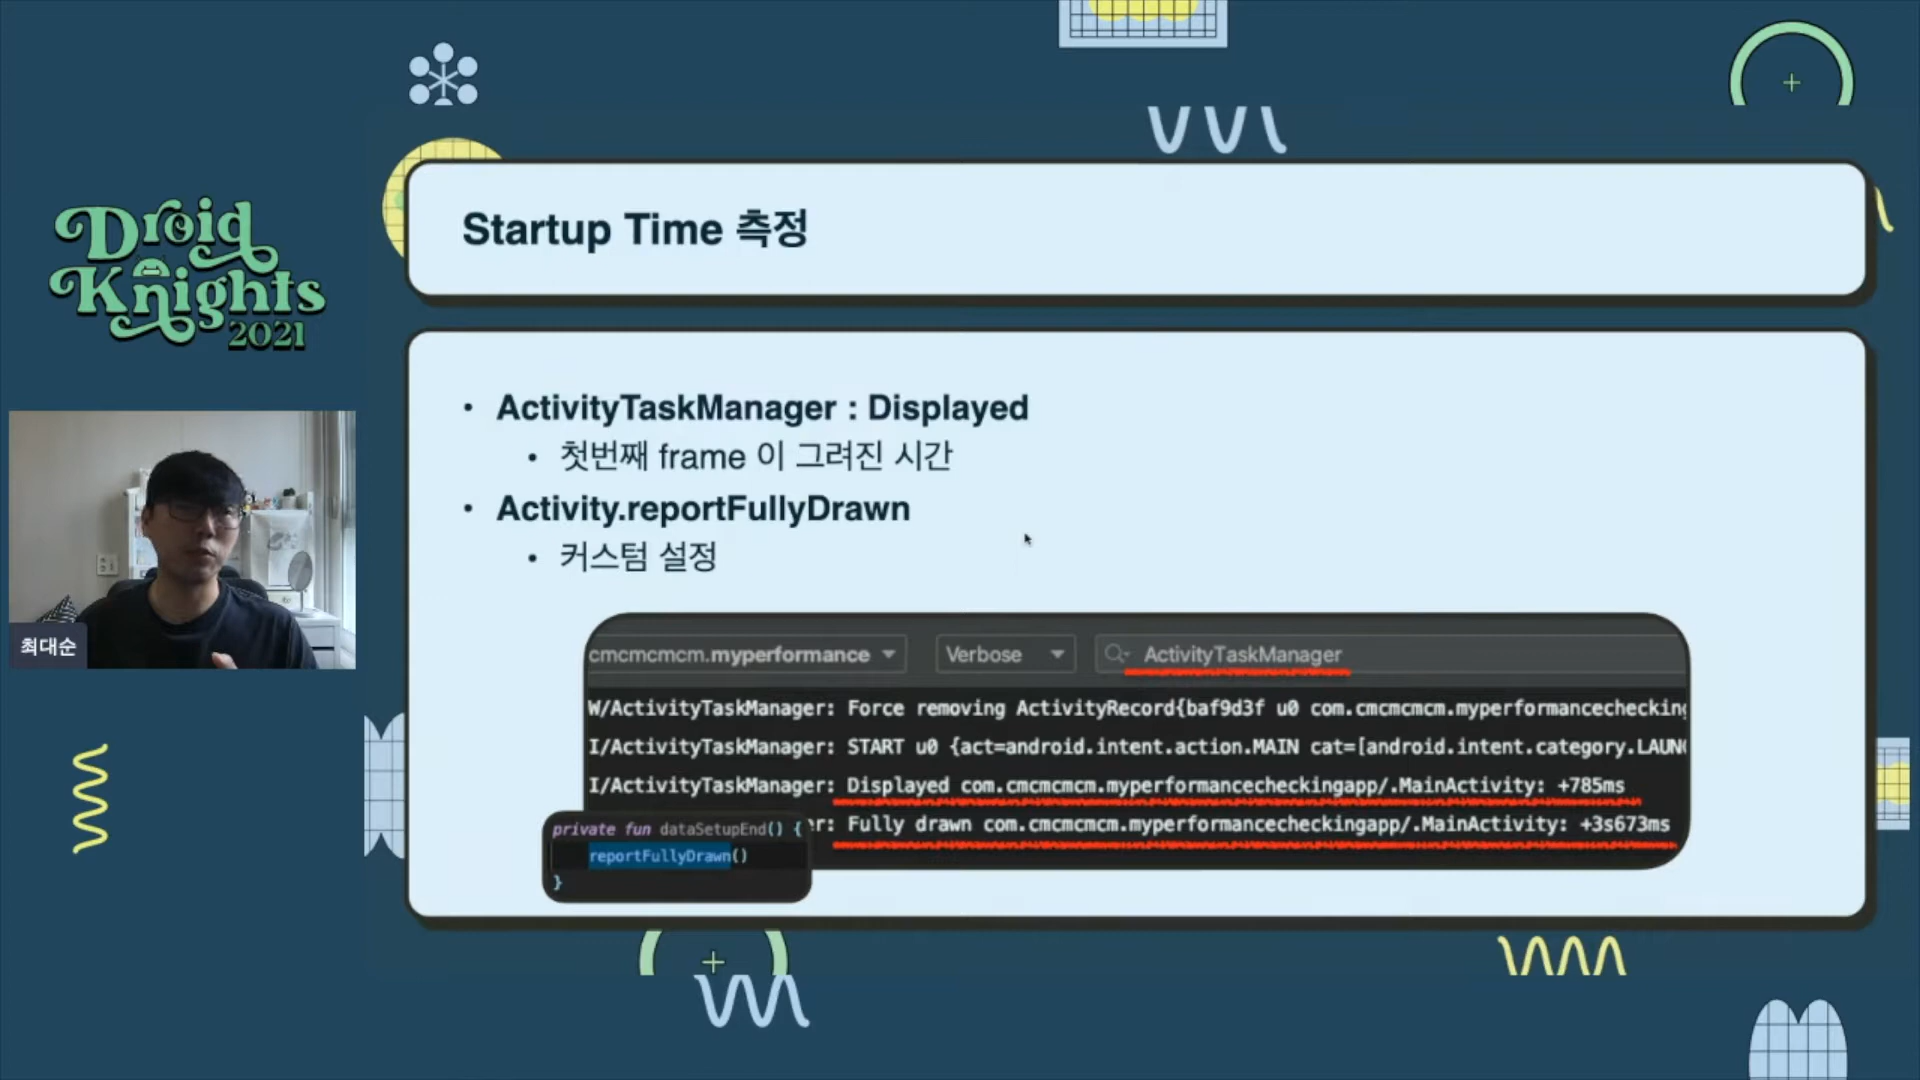 Droid
Knights
2021
최대순
Startup Time 측정
• ActivityTaskManager : Displayed
• 첫번째 frame 이 그려진 시간
• Activity.reportFullyDrawn
• 커스텀 설정
cmcmcmcm.myperformance
Verbose
ActivityTaskManager
W/ActivityTaskManager: Force removing ActivityRecord{baf9d3f u0 com.cmcmcmcm.myperformancechecking
I/ActivityTaskManager: START u0 {act=android.intent.action.MAIN cat=[android.intent.category.LAUN
I/ActivityTaskManager: Displayed com.cmcmcmcm.myperformancecheckingapp/.MainActivity: +785ms
er: Fully drawn com.cmcmcmcm.myperformancecheckingapp/.MainActivity: +3s673ms
private fun dataSetupEnd() {
reportFullyDrawn()
}